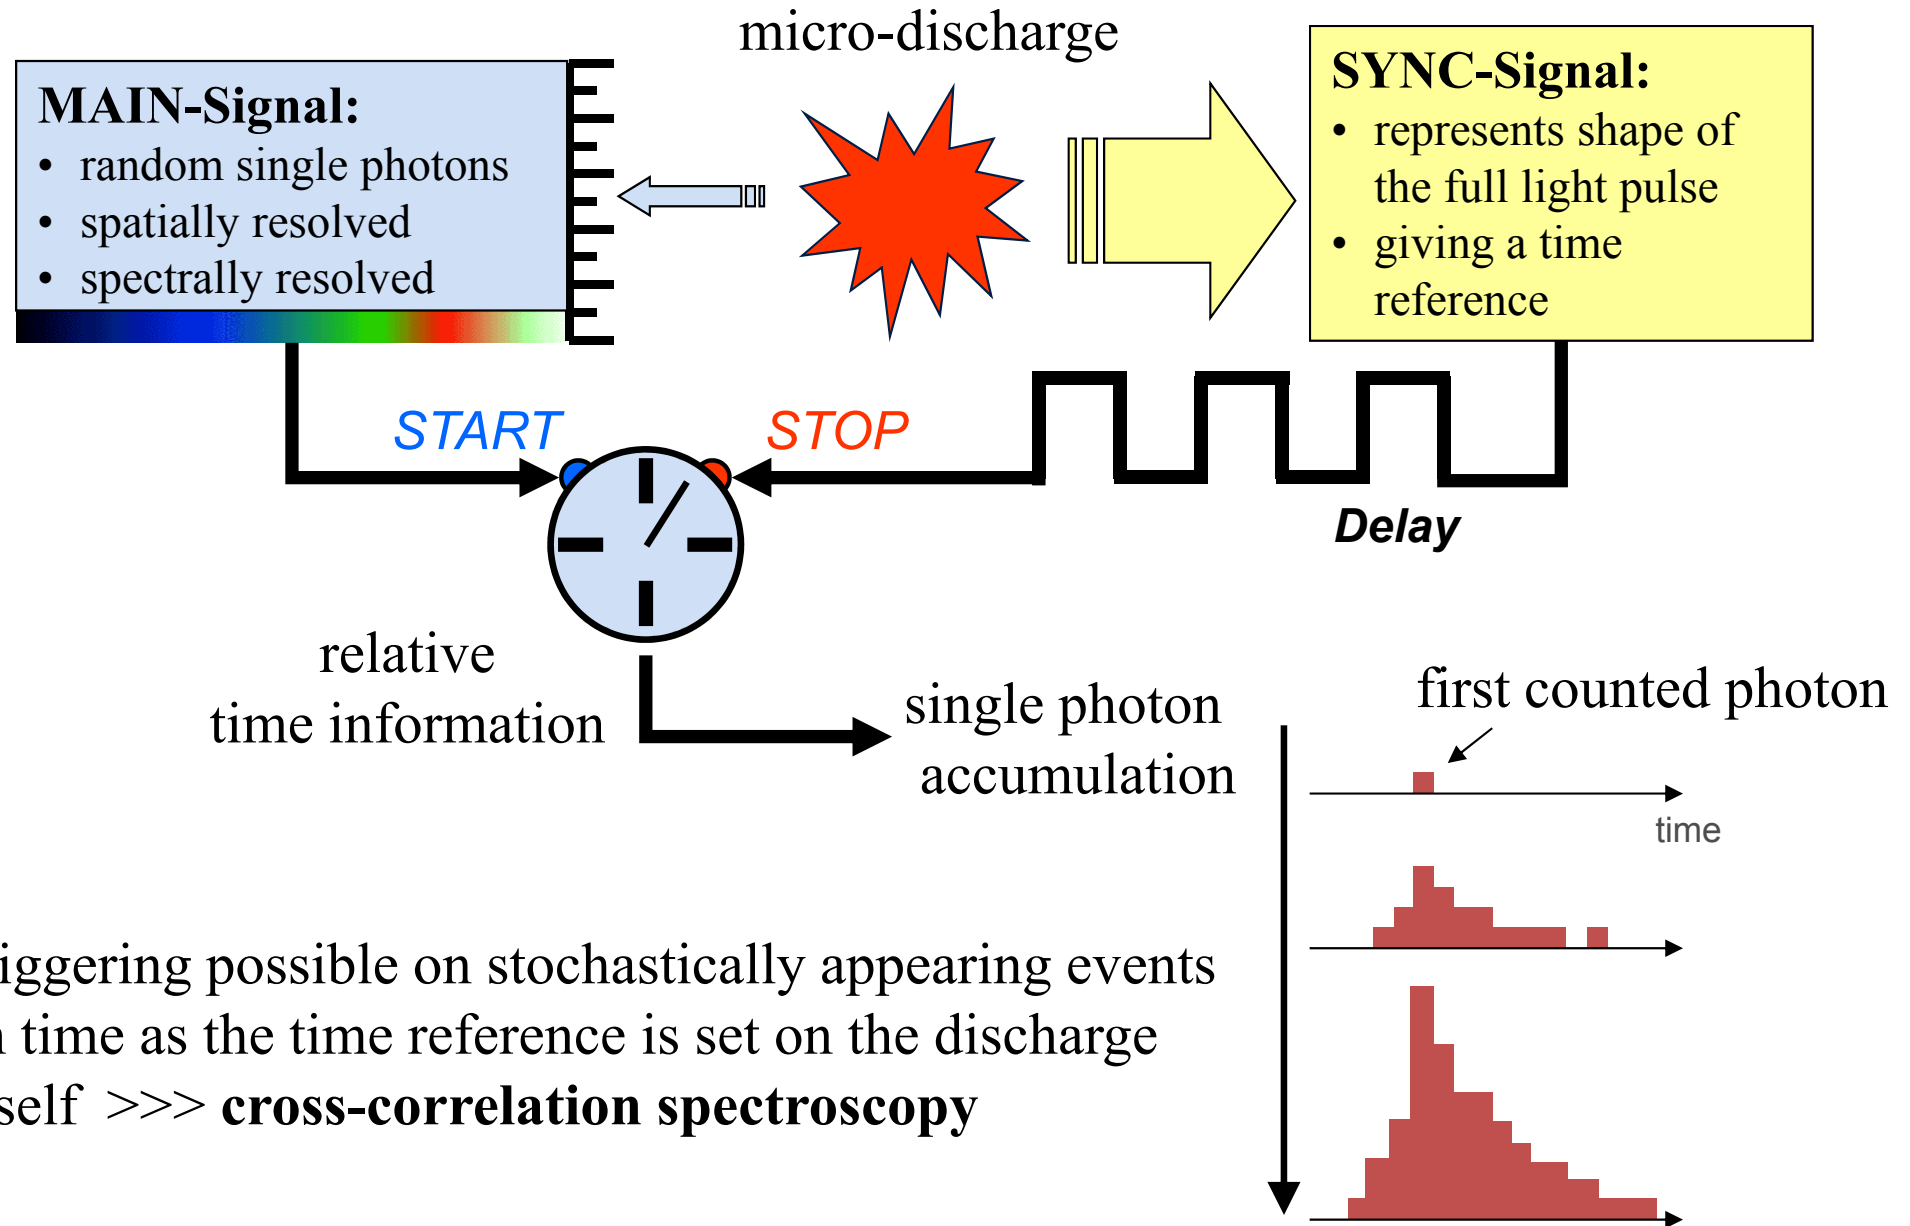 micro-discharge
MAIN-Signal:
• random single photons
• spatially resolved
• spectrally resolved
SYNC-Signal:
• represents shape of
the full light pulse
• giving a time
reference
START
STOP
Delay
relative
time information
single photon
accumulation
first counted photon
time
iggering possible on stochastically appearing events
n time as the time reference is set on the discharge
self >>> cross-correlation spectroscopy